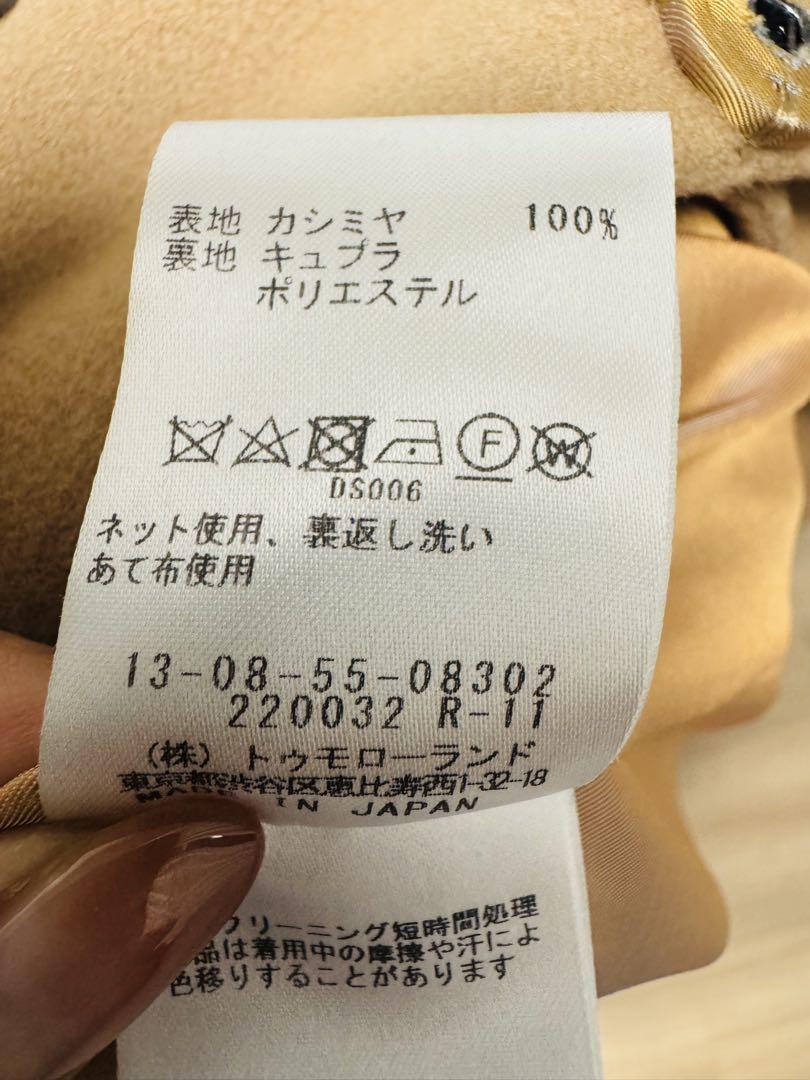 表地 カシミヤ 100%
裏地 キュプラ
ポリエステル
F
W
DS006
ネット使用、裏返し洗い
あて布使用
13-08-55-08302
220032 R-11
(株) トゥモローランド
東京都渋谷区恵比寿西1-32-18
MADE IN JAPAN
クリーニング短時間処理
品は着用中の摩擦や汗によ
色移りすることがあります